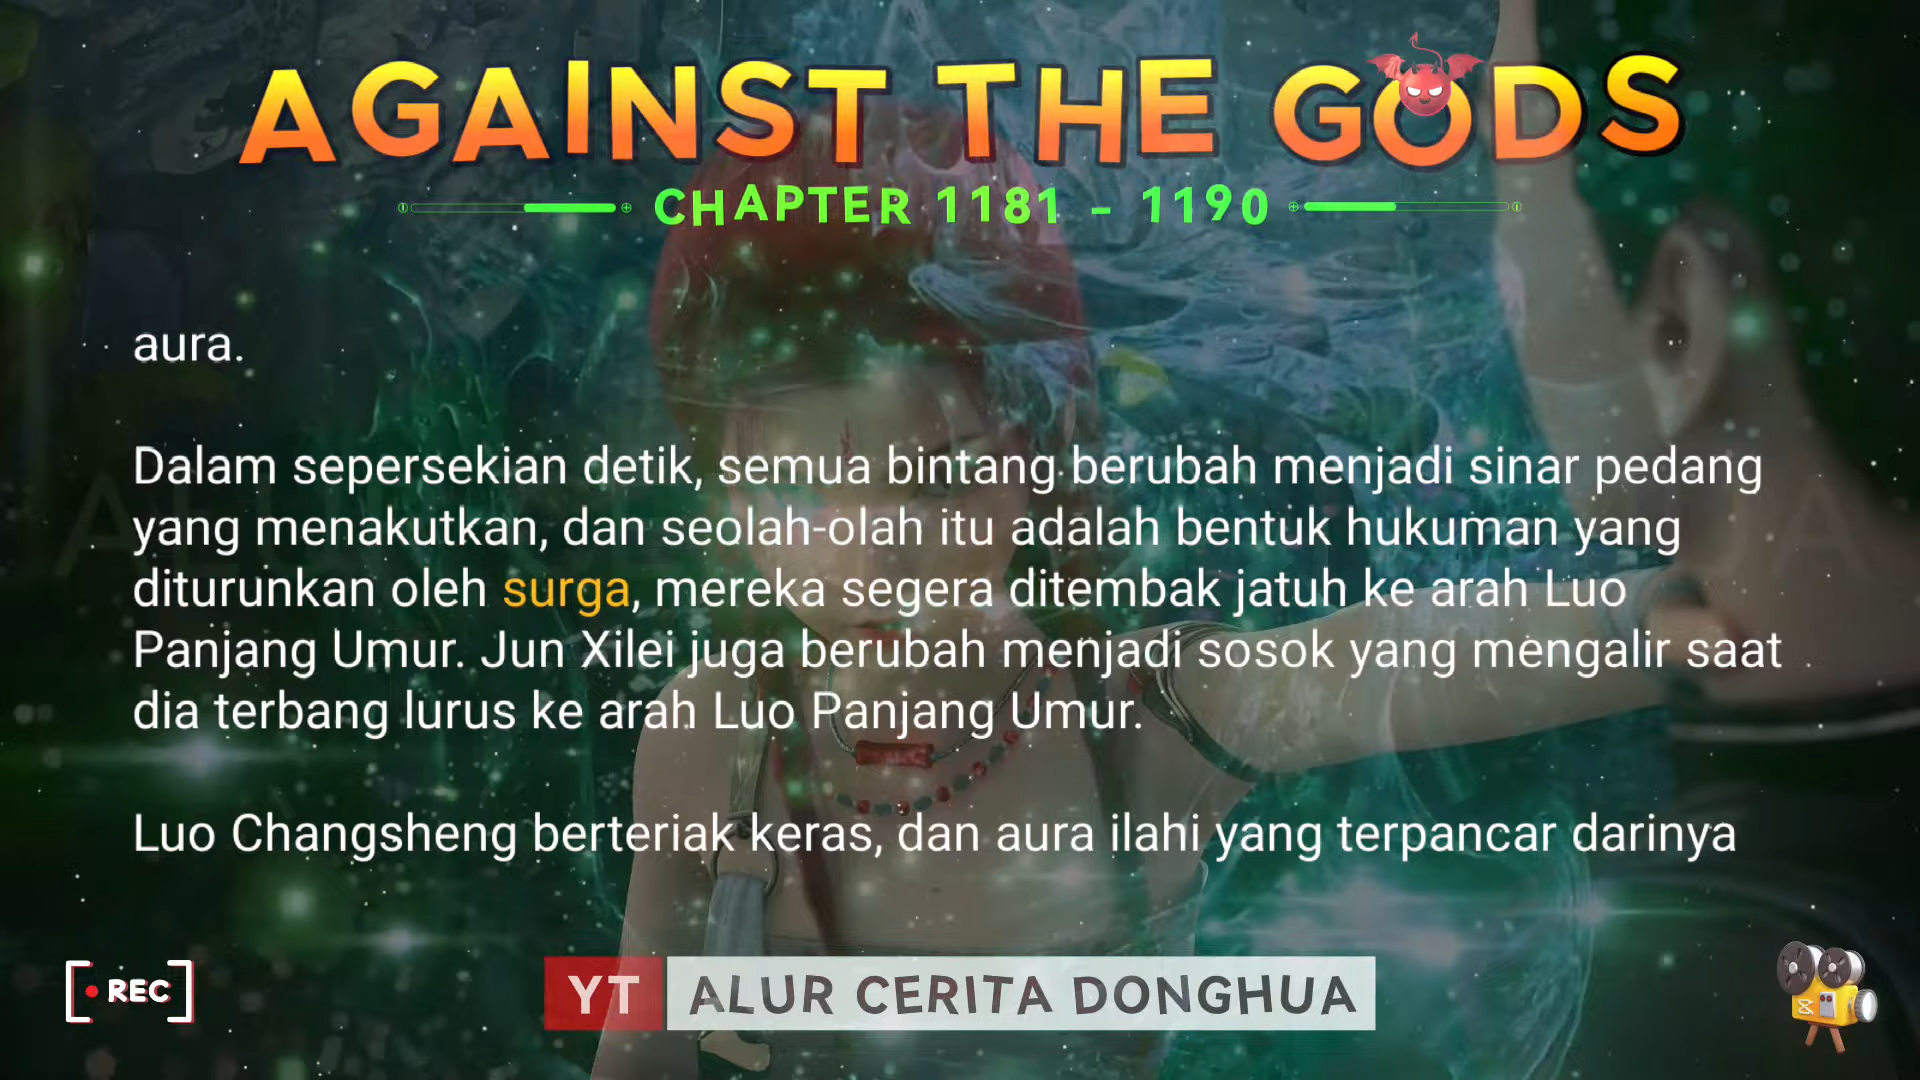 AGAINST THE GODS
CHAPTER 1181 - 1190
aura.
Dalam sepersekian detik, semua bintang berubah menjadi sinar pedang
yang menakutkan, dan seolah-olah itu adalah bentuk hukuman yang
diturunkan oleh surga, mereka segera ditembak jatuh ke arah Luo
Panjang Umur. Jun Xilei juga berubah menjadi sosok yang mengalir saat
dia terbang lurus ke arah Luo Panjang Umur.
Luo Changsheng berteriak keras, dan aura ilahi yang terpancar darinya
REC
YT ALUR CERITA DONGHUA